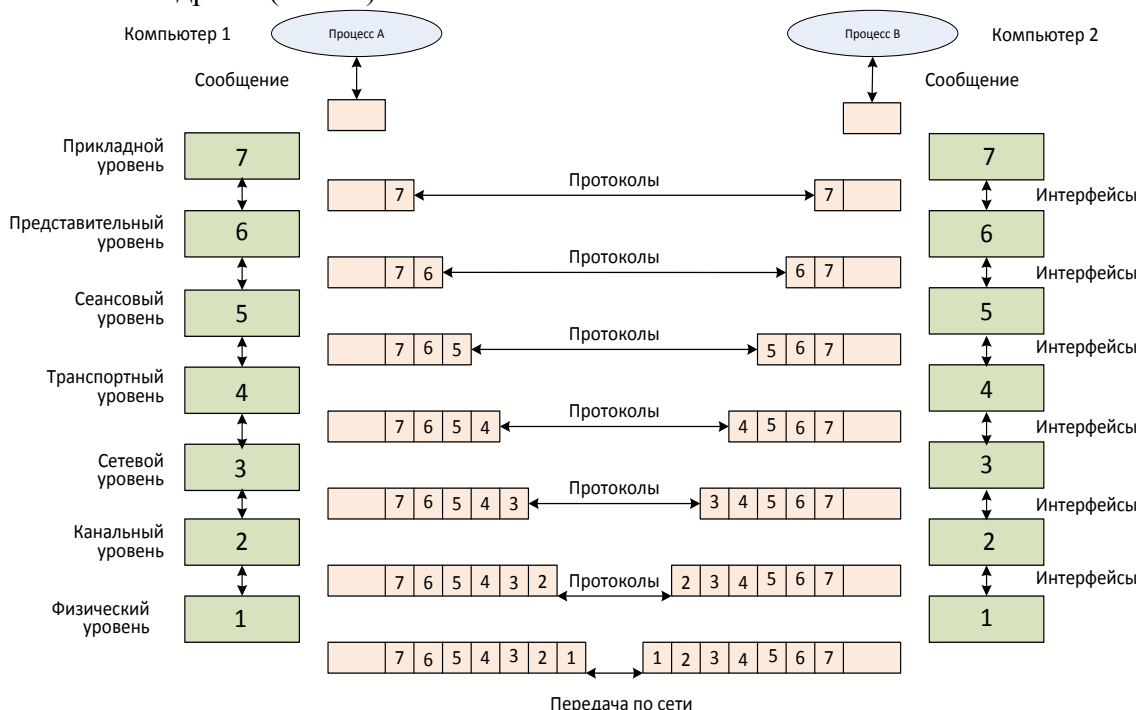 Компьютер 1
Процесс А
Процесс В
Компьютер 2
Сообщение
Сообщение
Прикладной
уровень
7
7
Протоколы
7
7
Интерфейсы
Представительный
уровень
6
6
Протоколы
7 6
6 7
Интерфейсы
Сеансовый
уровень
5
5
Протоколы
7 6 5
5 6 7
Интерфейсы
Транспортный
уровень
4
4
Протоколы
7 6 5 4
4 5 6 7
Интерфейсы
Сетевой
уровень
3
3
Протоколы
7 6 5 4 3
3 4 5 6 7
Интерфейсы
Канальный
уровень
2
2
Протоколы
7 6 5 4 3 2
2 3 4 5 6 7
Интерфейсы
Физический
уровень
1
1
7 6 5 4 3 2 1
1 2 3 4 5 6 7
Передача по сети